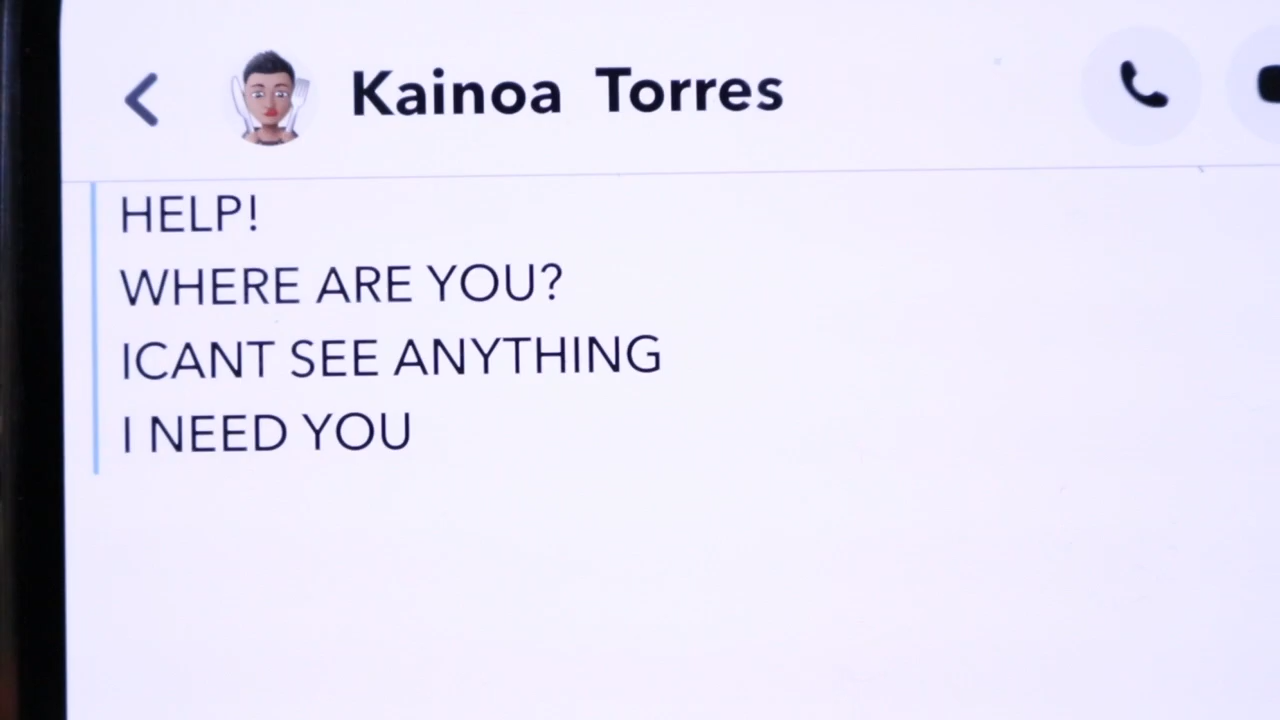 Kainoa Torres
HELP!
WHERE ARE YOU?
ICANT SEE ANYTHING
I NEED YOU